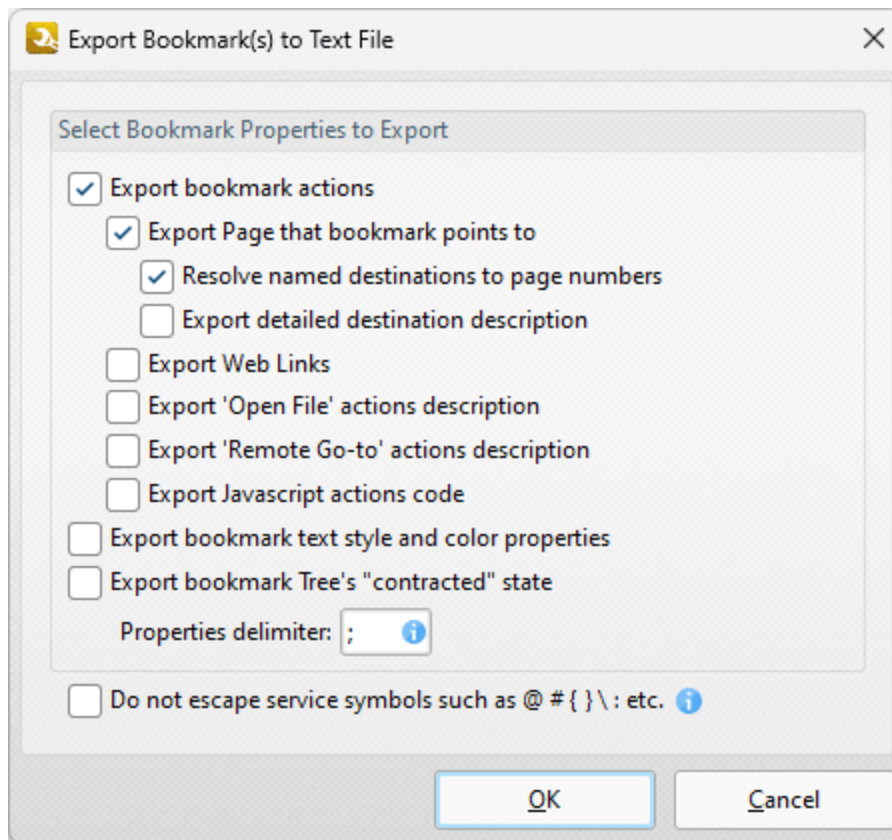 Export Bookmark(s) to Text File
Select Bookmark Properties to Export
Export bookmark actions
Export Page that bookmark points to
Resolve named destinations to page numbers
Export detailed destination description
Export Web Links
Export 'Open File' actions description
Export 'Remote Go-to' actions description
Export Javascript actions code
Export bookmark text style and color properties
Export bookmark Tree's "contracted" state
Properties delimiter: ;
Do not escape service symbols such as @ # { } \ : etc.
OK Cancel